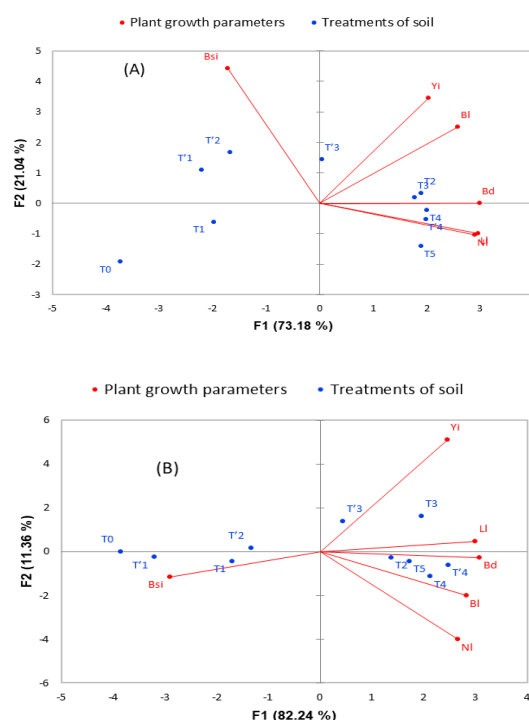 Plant growth parameters Treatments of soil
(A)
Bsi
Yi
Bl
T'2
T'1
T'3
T2
T3
Bd
T1
T4
T'4
Ll
Nl
T5
T0
5
4
3
2
1
0
-1
-2
-3
-5 -4 -3 -2 -1 0 1 2 3
F2 (21.04 %)
F1 (73.18 %)
Plant growth parameters Treatments of soil
(B)
Yi
T'3
T3
Ll
T0
T'2
T'1
T1
Bsi
T2
T5
T'4
Bd
T4
Bl
Nl
6
4
2
0
-2
-4
-6
-5 -4 -3 -2 -1 0 1 2 3 4
F2 (11.36 %)
F1 (82.24 %)